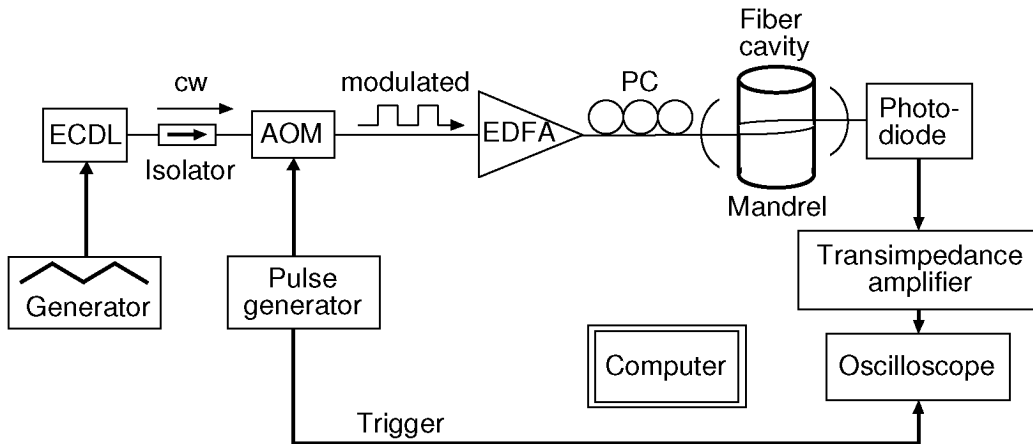 Fiber
cavity
cw
modulated
PC
ECDL
Isolator
AOM
EDFA
Photo-
diode
Mandrel
Generator
Pulse
generator
Transimpedance
amplifier
Computer
Oscilloscope
Trigger